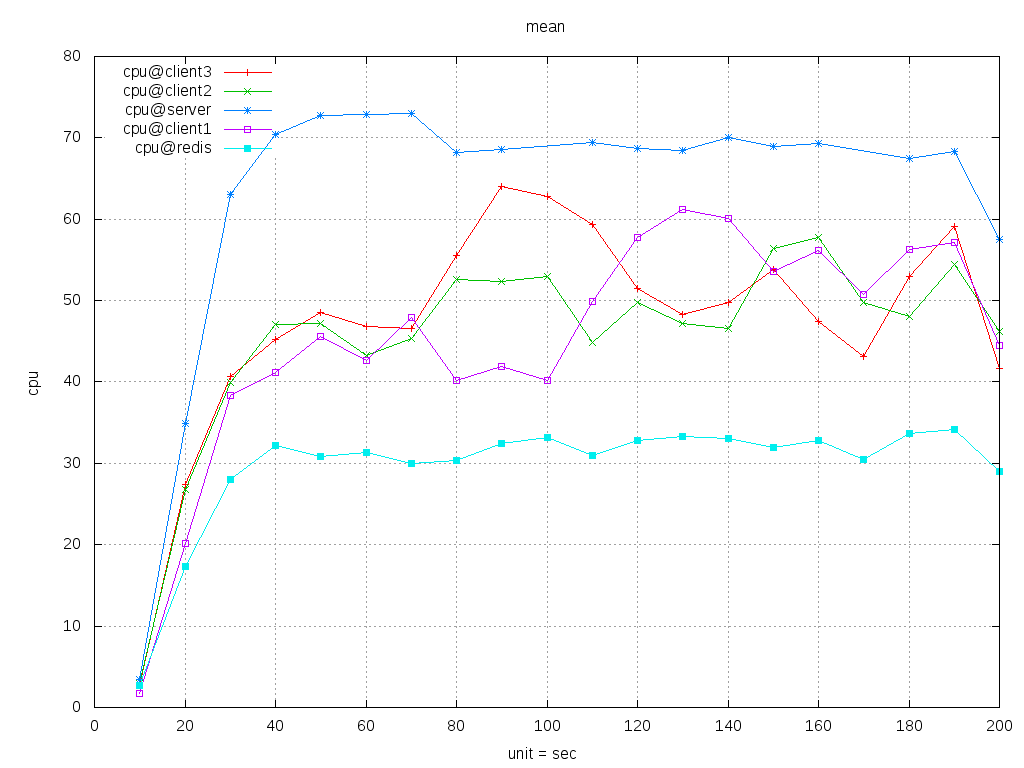 mean
80
70
60
50
40
30
20
10
0
cpu
cpu@client3
cpu@client2
cpu@server
cpu@client1
cpu@redis
0 20 40 60 80 100 120 140 160 180 200
unit = sec